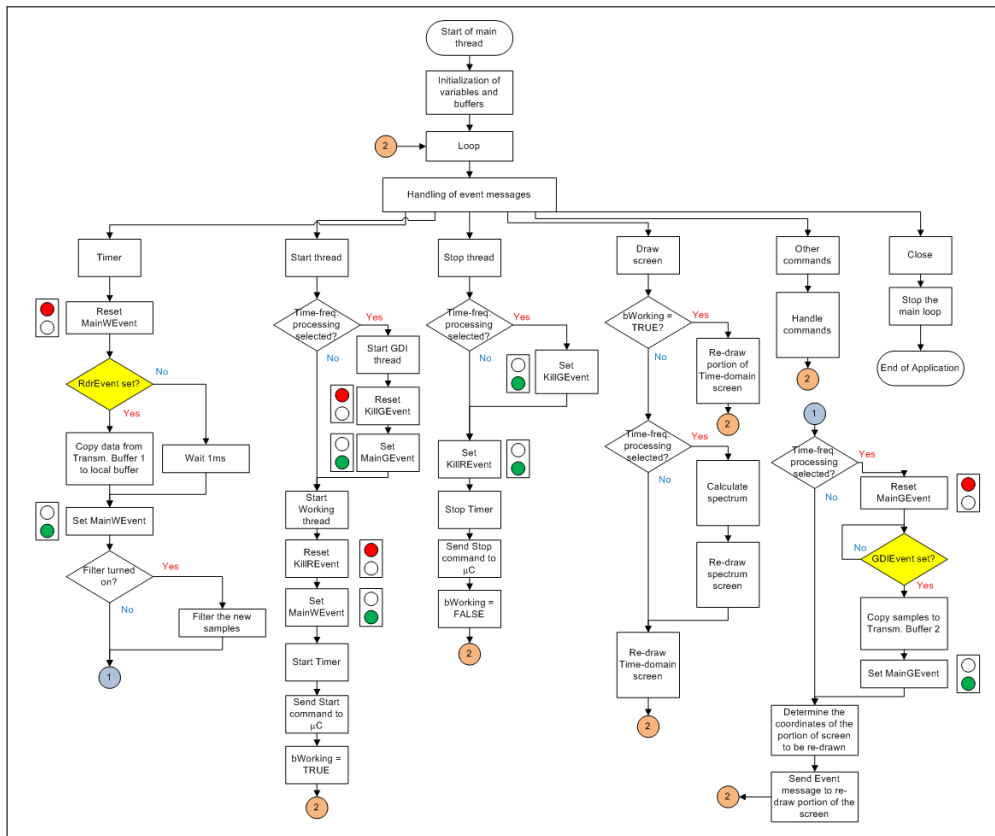 Start of main
thread
Initialization of
variables and
buffers
2
Loop
Handling of event messages
Timer
Reset
MainWEvent
RdrEvent set?
No
Yes
Copy data from
Transm. Buffer 1
to local buffer
Wait 1ms
Set MainWEvent
Filter turned
on?
Yes
No
Filter the new
samples
1
Start thread
Time-freq.
processing
selected?
Yes
No
Start GDI
thread
Reset
KillGEvent
Set
MainGEvent
Start
Working
thread
Reset
KillREvent
Set
MainWEvent
Start Timer
Send Start
command to
μC
bWorking =
TRUE
2
Stop thread
Time-freq.
processing
selected?
Yes
No
Set
KillGEvent
Set
KillREvent
Stop Timer
Send Stop
command to
μC
bWorking =
FALSE
2
Draw
screen
bWorking =
TRUE?
Yes
No
Re-draw
portion of
Time-domain
screen
2
Time-freq.
processing
selected?
Yes
No
Calculate
spectrum
Re-draw
spectrum
screen
Re-draw
Time-domain
screen
2
Other
commands
Handle
commands
2
Close
Stop the
main loop
End of Application
1
Time-freq.
processing
selected?
Yes
No
Reset
MainGEvent
GDIEvent set?
No
Yes
Copy samples to
Transm. Buffer 2
Set MainGEvent
Determine the
coordinates of the
portion of screen
to be re-drawn
Send Event
message to re-
draw portion of the
screen
2